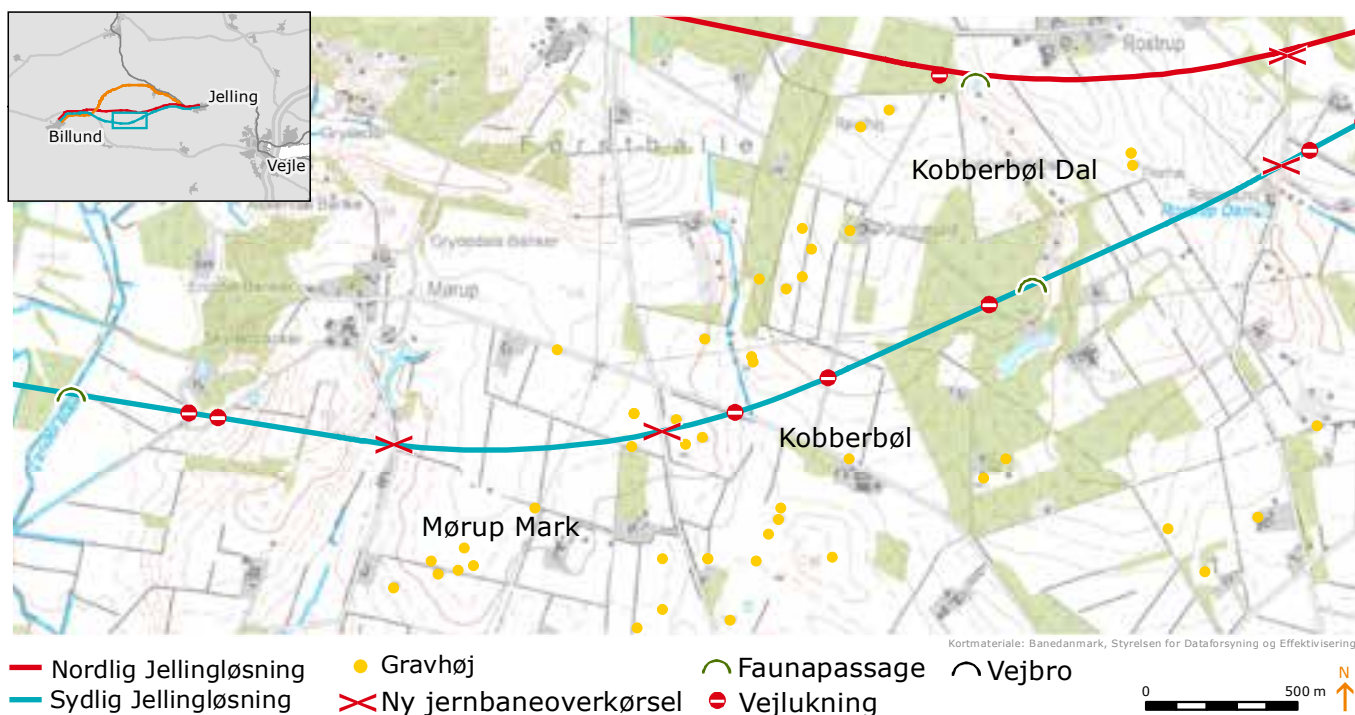 Jelling
Billund
Vejle
Rostrup
Kobberbøl Dal
Mørup
Kobberbøl
Mørup Mark
Kortmateriale: Banedanmark, Styrelsen for Dataforsyning og Effektivisering
Nordlig Jellingløsning
Gravhøj
Faunapassage
Vejbro
Sydlig Jellingløsning
Ny jernbaneoverkørsel
Vejlukning
0 500 m
N